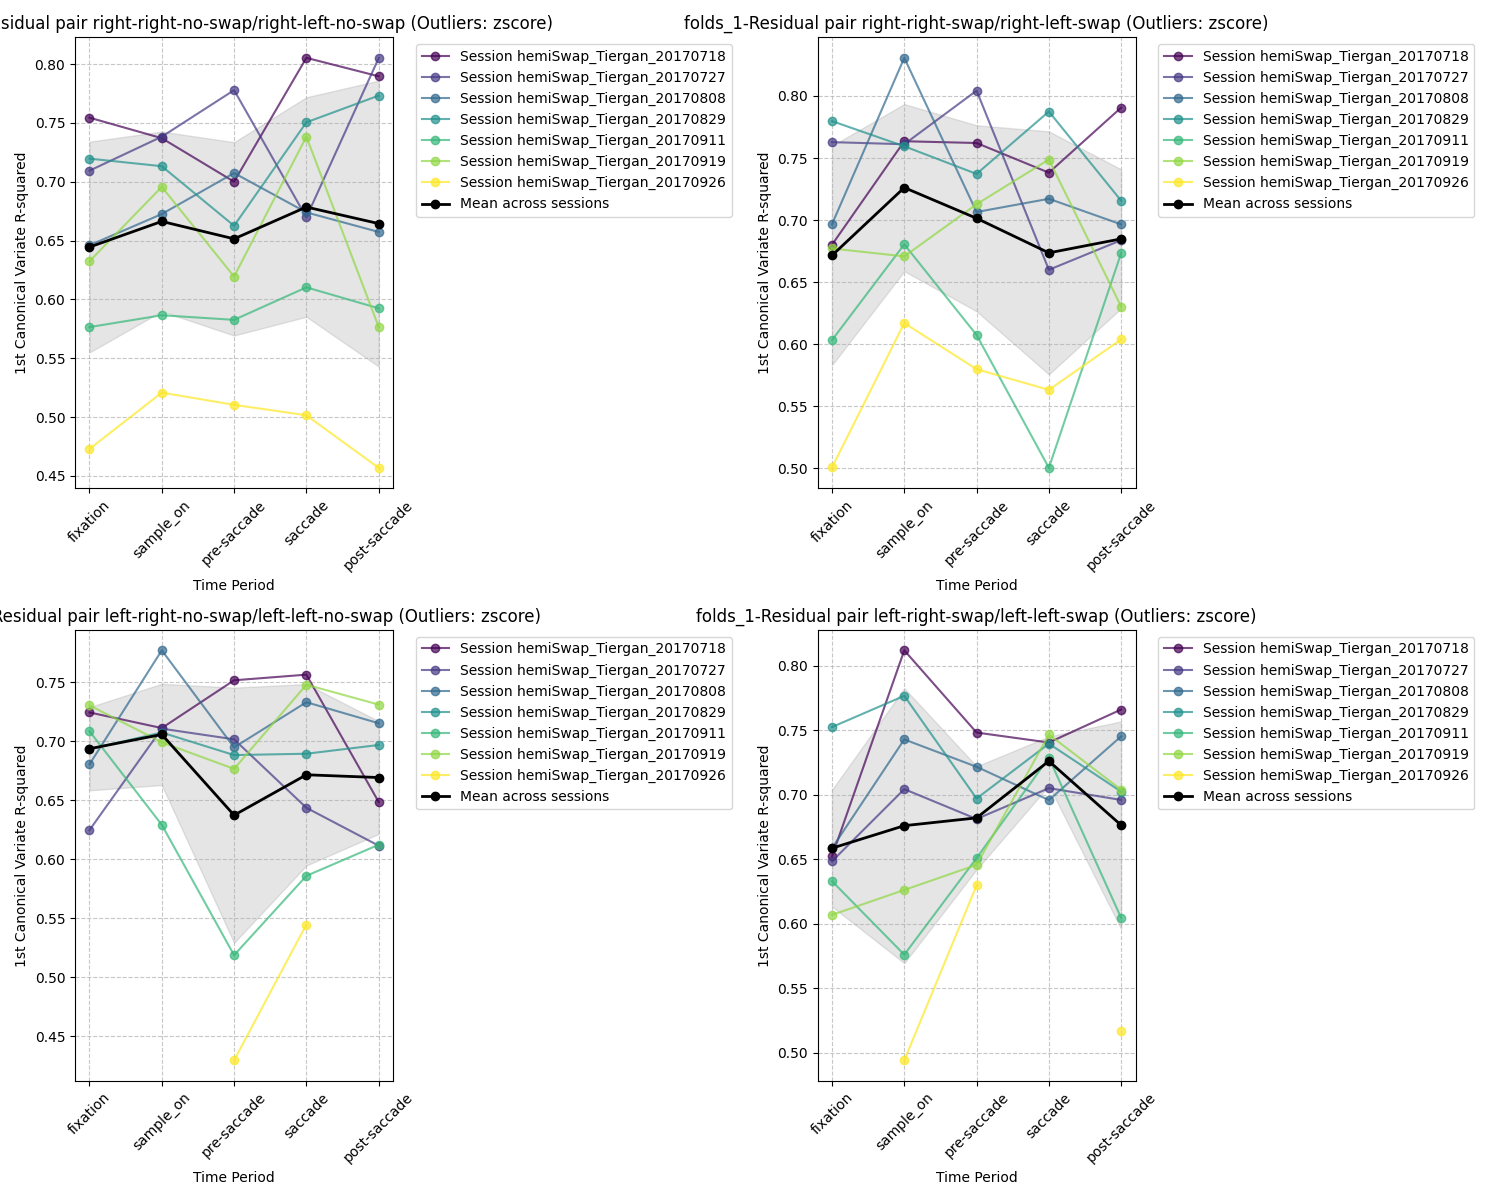 sidual pair right-right-no-swap/right-left-no-swap (Outliers: zscore)
1st Canonical Variate R-squared
0.80
0.75
0.70
0.65
0.60
0.55
0.50
0.45
fixation
sample_on
pre-saccade
saccade
post-saccade
Time Period
Session hemiSwap_Tiergan_20170718
Session hemiSwap_Tiergan_20170727
Session hemiSwap_Tiergan_20170808
Session hemiSwap_Tiergan_20170829
Session hemiSwap_Tiergan_20170911
Session hemiSwap_Tiergan_20170919
Session hemiSwap_Tiergan_20170926
Mean across sessions
folds_1-Residual pair right-right-swap/right-left-swap (Outliers: zscore)
1st Canonical Variate R-squared
0.80
0.75
0.70
0.65
0.60
0.55
0.50
fixation
sample_on
pre-saccade
saccade
post-saccade
Time Period
Session hemiSwap_Tiergan_20170718
Session hemiSwap_Tiergan_20170727
Session hemiSwap_Tiergan_20170808
Session hemiSwap_Tiergan_20170829
Session hemiSwap_Tiergan_20170911
Session hemiSwap_Tiergan_20170919
Session hemiSwap_Tiergan_20170926
Mean across sessions
Residual pair left-right-no-swap/left-left-no-swap (Outliers: zscore)
1st Canonical Variate R-squared
0.75
0.70
0.65
0.60
0.55
0.50
0.45
fixation
sample_on
pre-saccade
saccade
post-saccade
Time Period
Session hemiSwap_Tiergan_20170718
Session hemiSwap_Tiergan_20170727
Session hemiSwap_Tiergan_20170808
Session hemiSwap_Tiergan_20170829
Session hemiSwap_Tiergan_20170911
Session hemiSwap_Tiergan_20170919
Session hemiSwap_Tiergan_20170926
Mean across sessions
folds_1-Residual pair left-right-swap/left-left-swap (Outliers: zscore)
1st Canonical Variate R-squared
0.80
0.75
0.70
0.65
0.60
0.55
0.50
fixation
sample_on
pre-saccade
saccade
post-saccade
Time Period
Session hemiSwap_Tiergan_20170718
Session hemiSwap_Tiergan_20170727
Session hemiSwap_Tiergan_20170808
Session hemiSwap_Tiergan_20170829
Session hemiSwap_Tiergan_20170911
Session hemiSwap_Tiergan_20170919
Session hemiSwap_Tiergan_20170926
Mean across sessions